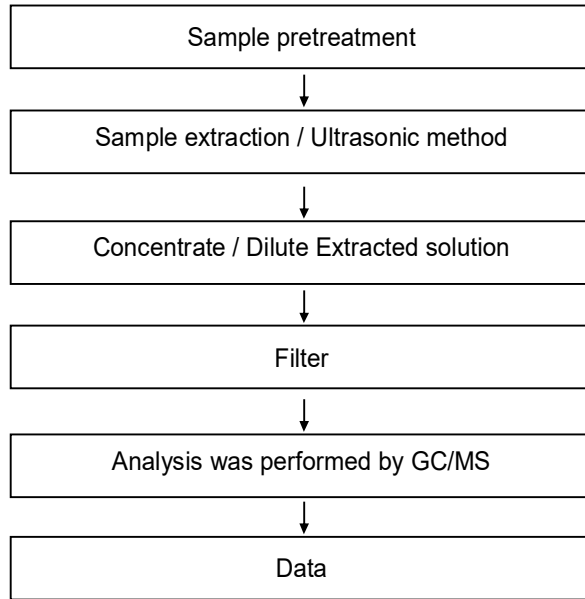 Sample pretreatment
Sample extraction / Ultrasonic method
Concentrate / Dilute Extracted solution
Filter
Analysis was performed by GC/MS
Data